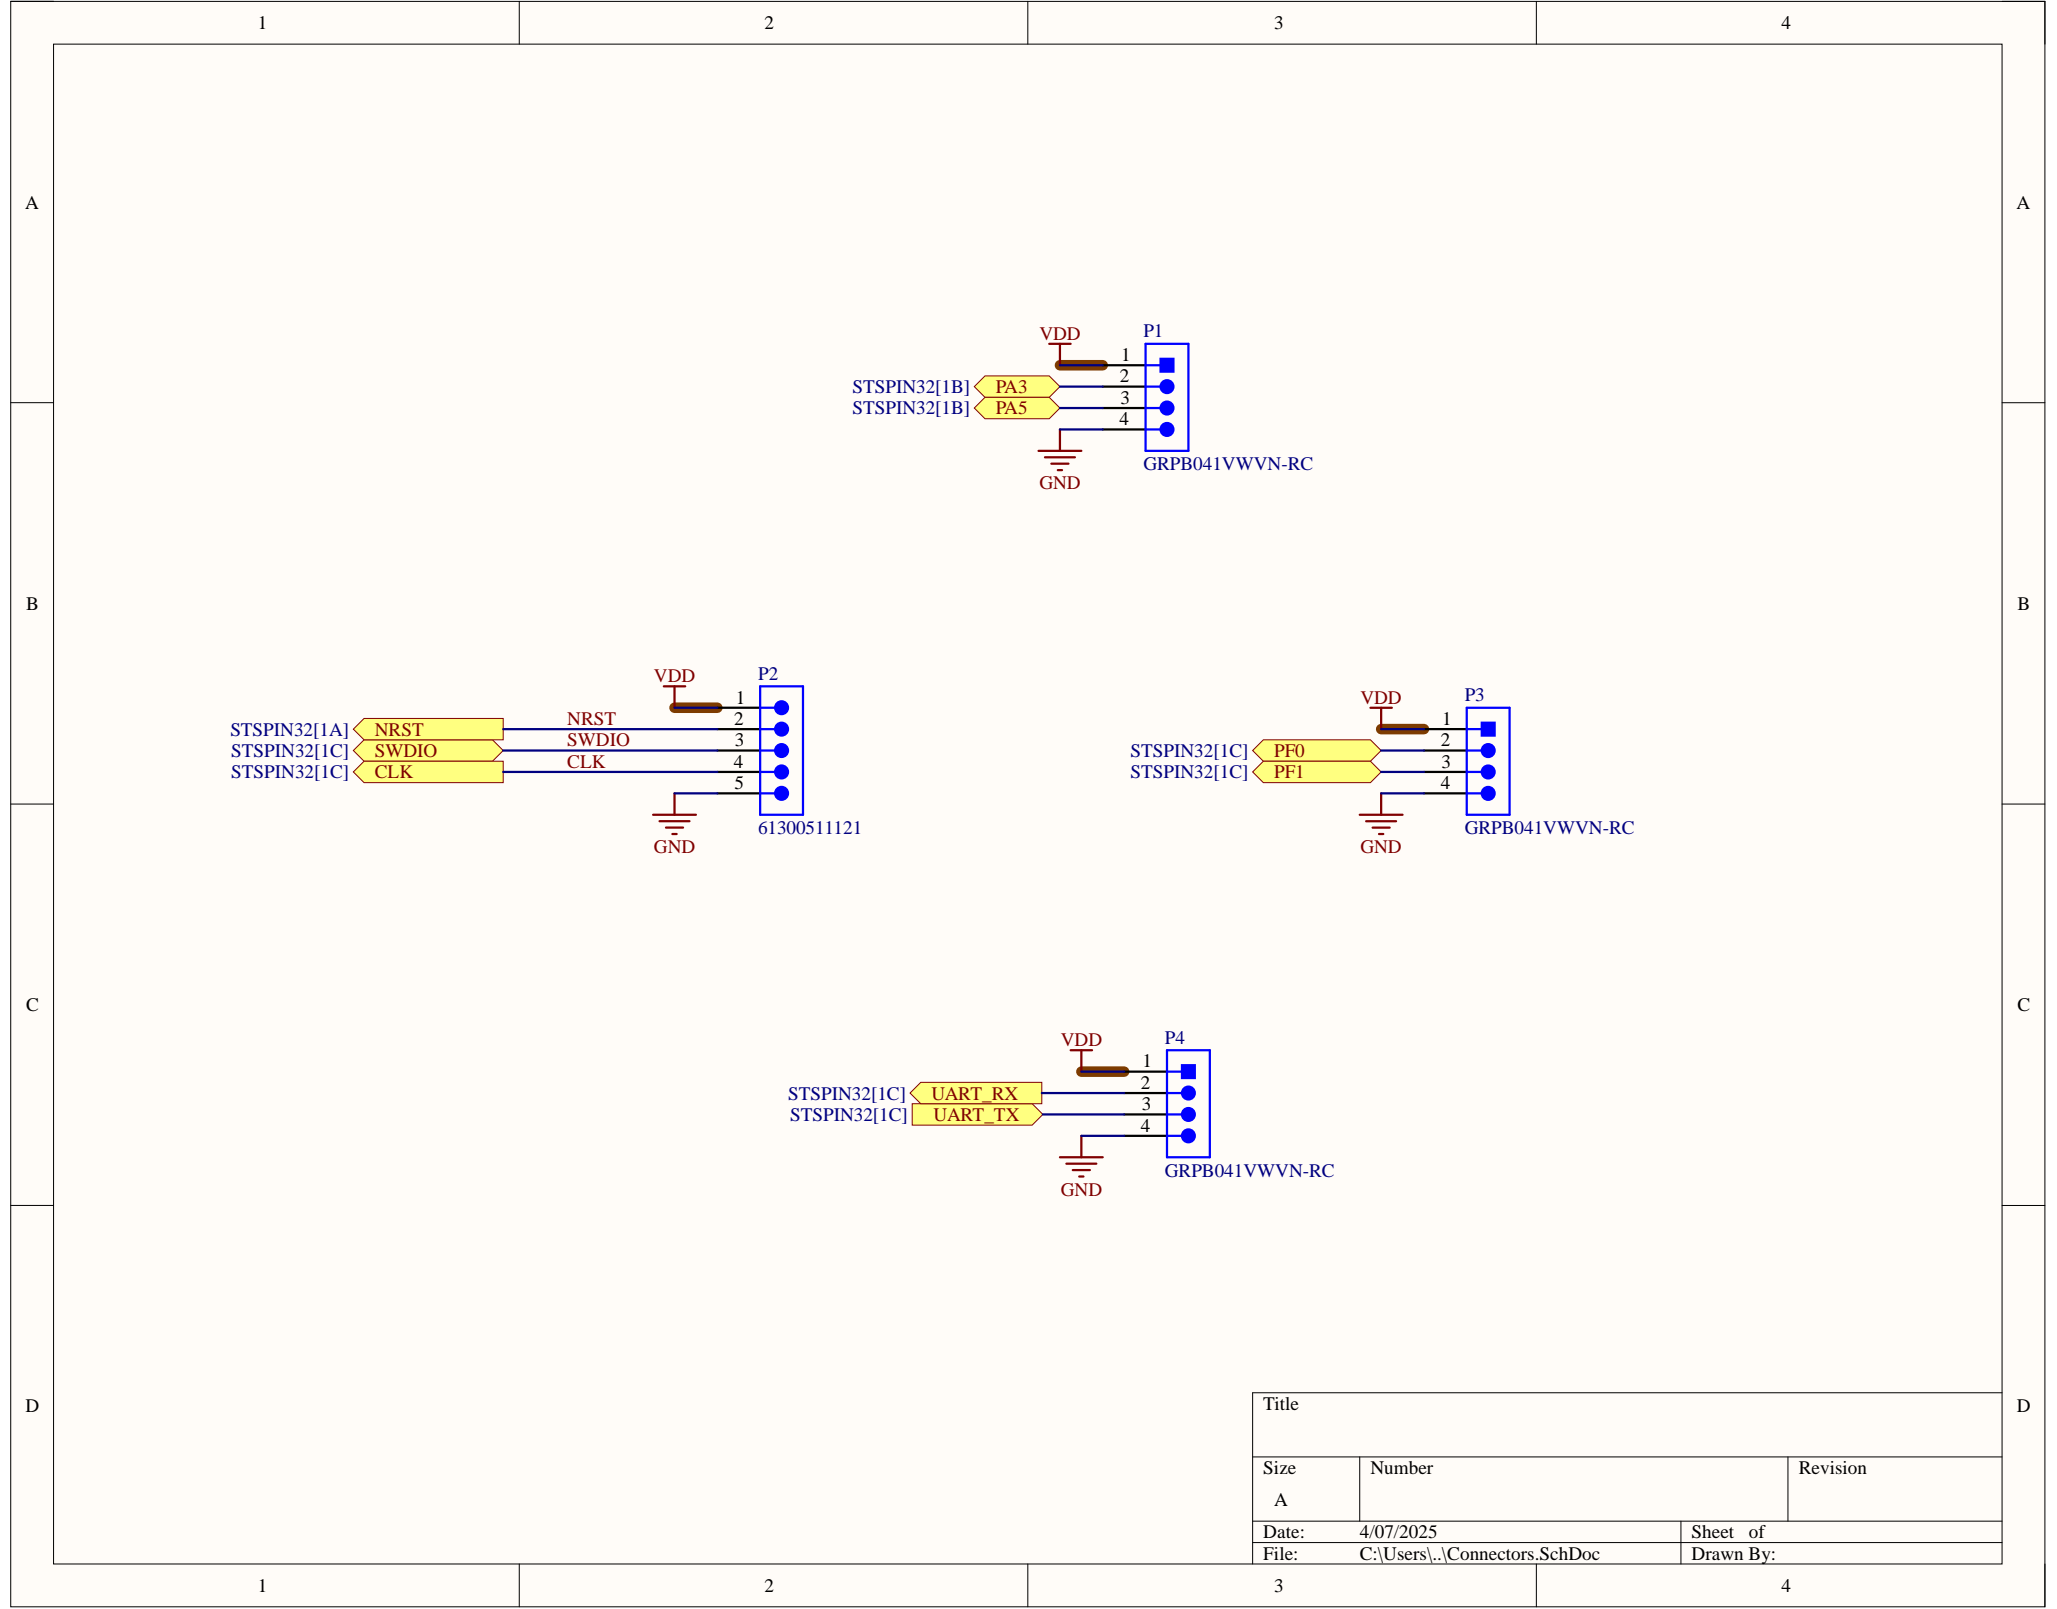 1 2 3 4
A A
VDD P1
1
STSPIN32[1B] PA3 2
STSPIN32[1B] PA5 3
4
GRPB041VWVN-RC
GND
B B
VDD P2
1
STSPIN32[1A] NRST NRST 2
STSPIN32[1C] SWDIO SWDIO 3
STSPIN32[1C] CLK CLK 4
5
61300511121
GND
VDD P3
1
STSPIN32[1C] PF0 2
STSPIN32[1C] PF1 3
4
GRPB041VWVN-RC
GND
C C
VDD P4
1
STSPIN32[1C] UART_RX 2
STSPIN32[1C] UART_TX 3
4
GRPB041VWVN-RC
GND
D D
Title
Size Number Revision
A
Date: 4/07/2025 Sheet of
File: C:\Users\..\Connectors.SchDoc Drawn By:
1 2 3 4